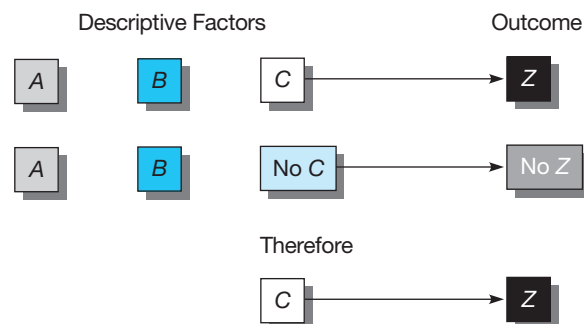 Descriptive Factors Outcome
A B C Z
A B No C No Z
Therefore
C Z